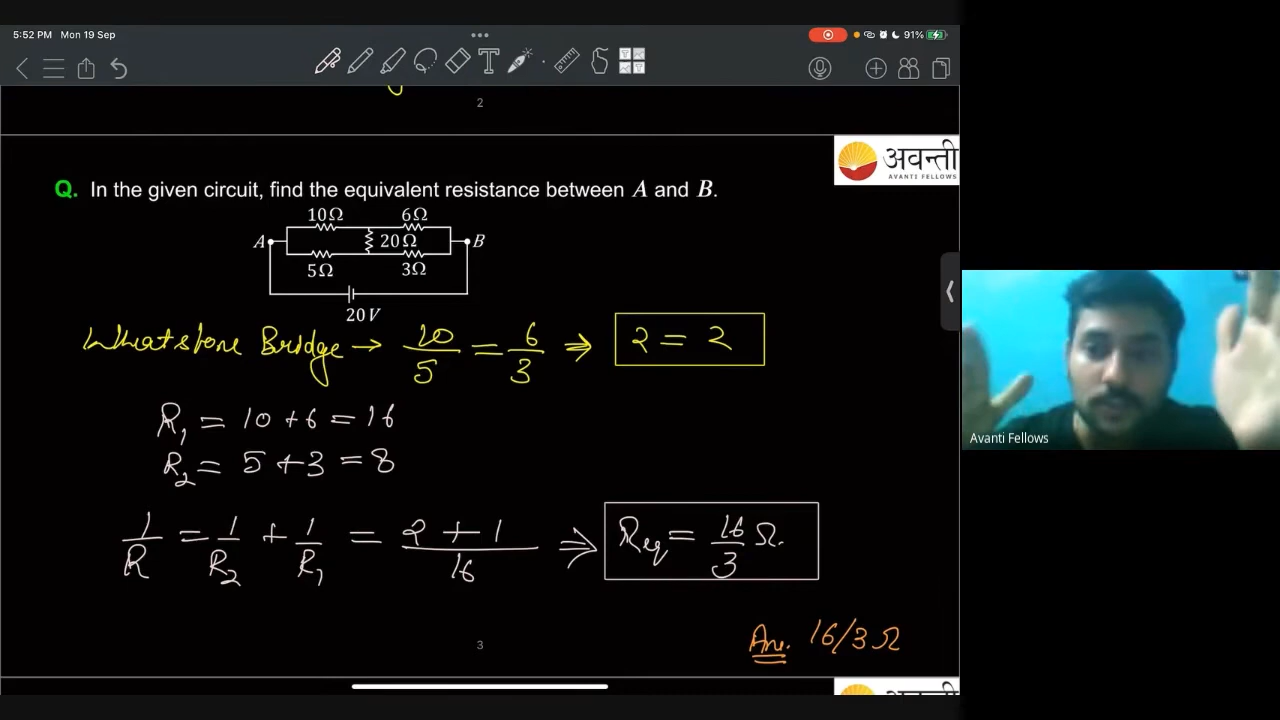 5:52 PM Mon 19 Sep
91%
T
2
अवन्ती
AVANTI FELLOWS
Q. In the given circuit, find the equivalent resistance between A and B.
10Ω 6Ω
A 20Ω B
5Ω 3Ω
20V
Wheatstone Bridge → 10/5 = 6/3 ⇒ 2 = 2
R₁ = 10 + 6 = 16
R₂ = 5 + 3 = 8
1/R = 1/R₂ + 1/R₁ = 2 + 1/16 ⇒ Req = 16/3 Ω.
Ans. 16/3 Ω
3
अवन्ती
Avanti Fellows